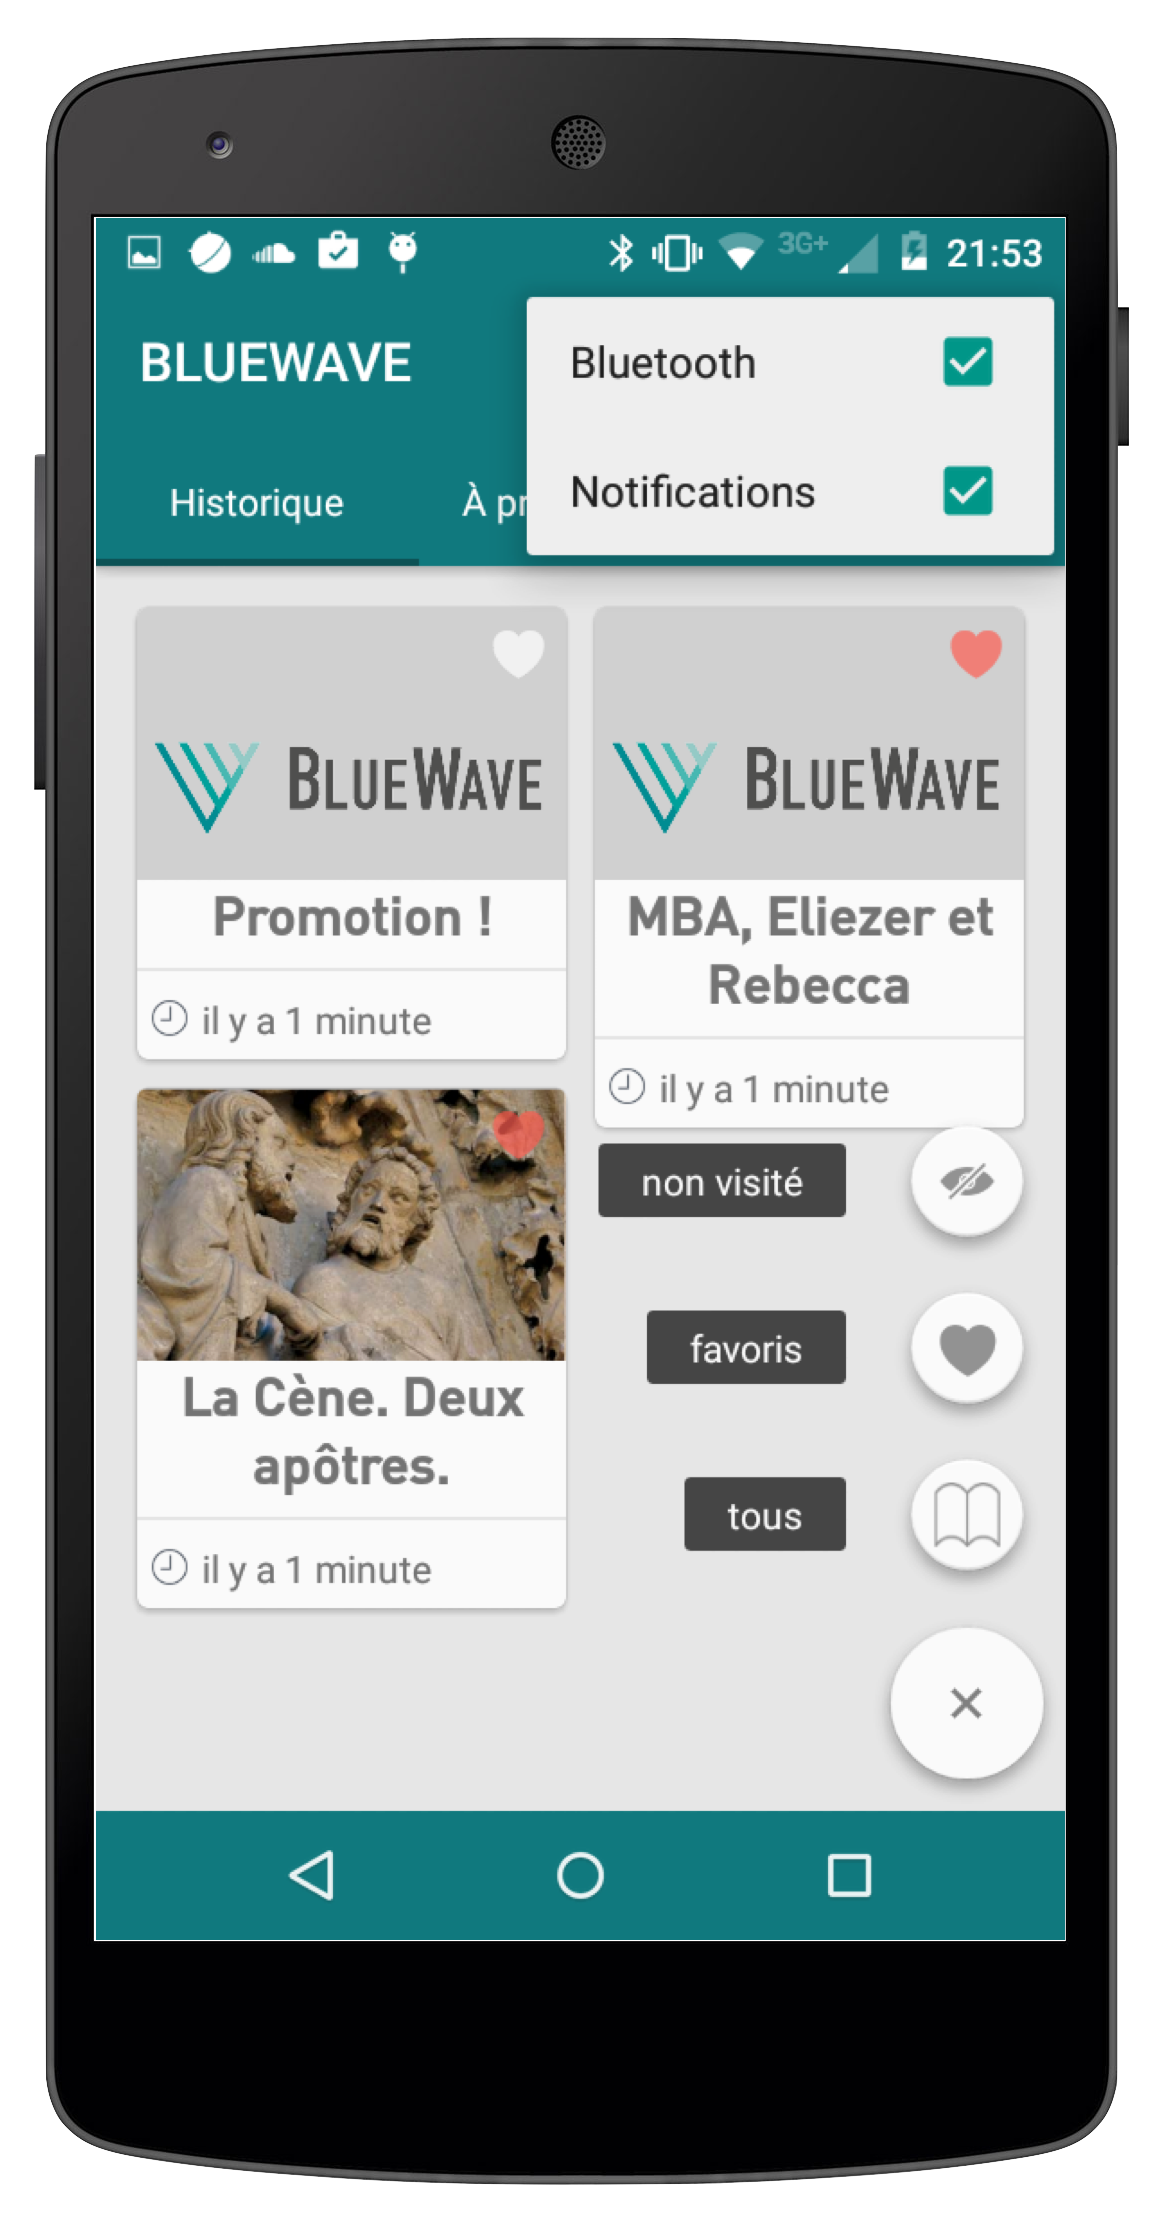 3G+ 21:53
BLUEWAVE
Bluetooth
Notifications
Historique
À pr
BLUEWAVE
Promotion !
il y a 1 minute
BLUEWAVE
MBA, Eliezer et
Rebecca
il y a 1 minute
La Cène. Deux
apôtres.
il y a 1 minute
non visité
favoris
tous